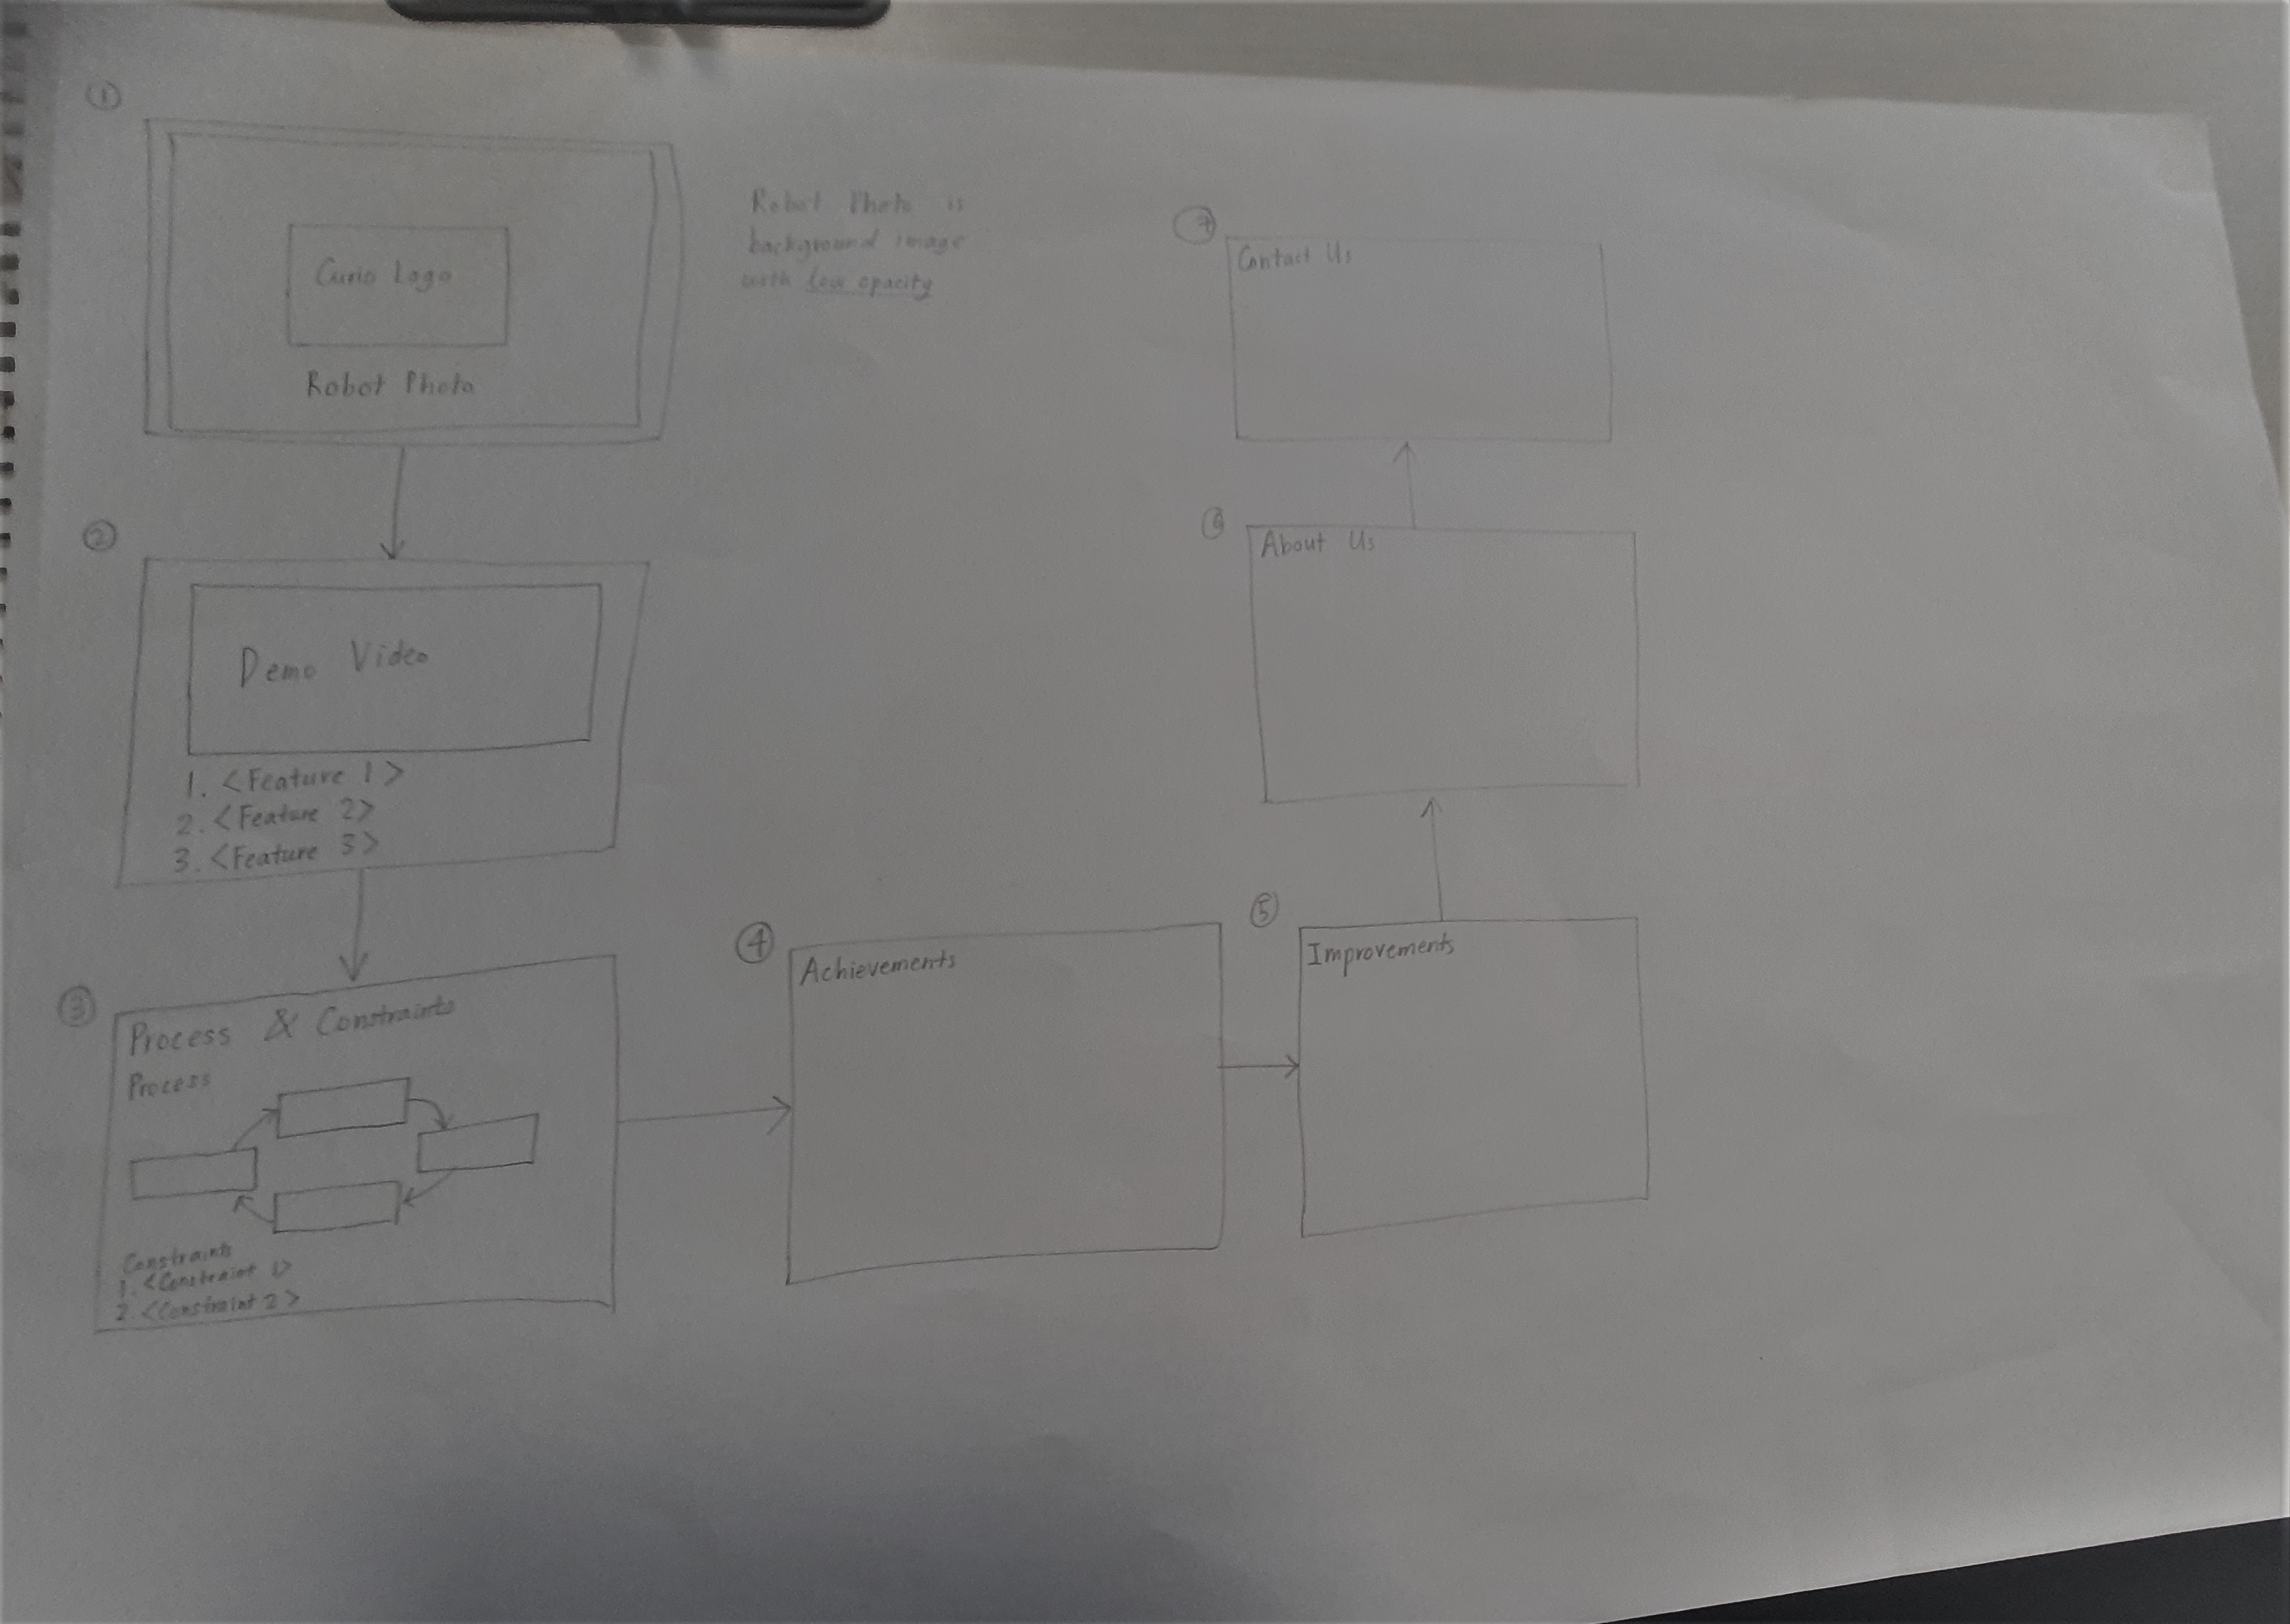 1
Curio Logo
Robot Photo
Robot Photo is
background image
with low opacity
2
Demo Video
1. <Feature 1>
2. <Feature 2>
3. <Feature 3>
3
Process & Constraints
Process
Constraints
1. <Constraint 1>
2. <Constraint 2>
4
Achievements
5
Improvements
6
About Us
7
Contact Us